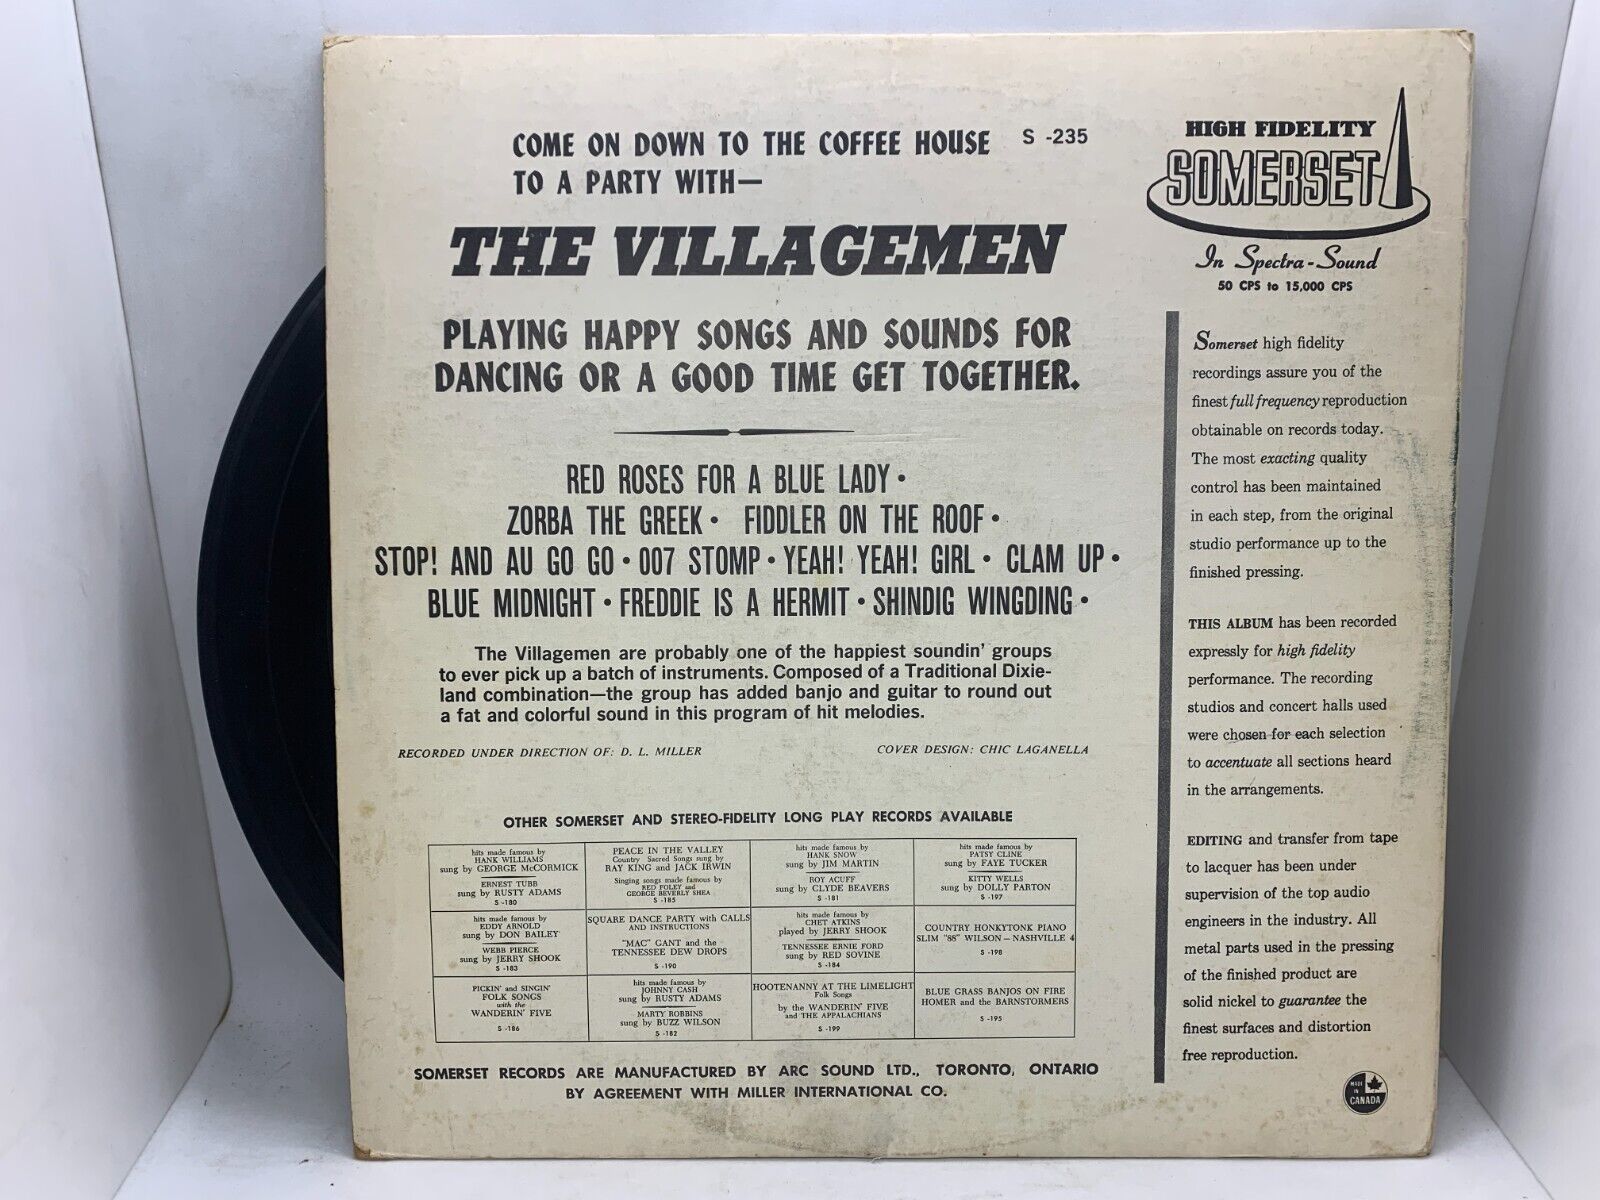 COME ON DOWN TO THE COFFEE HOUSE
TO A PARTY WITH—
S -235
THE VILLAGEMEN
PLAYING HAPPY SONGS AND SOUNDS FOR
DANCING OR A GOOD TIME GET TOGETHER.
RED ROSES FOR A BLUE LADY •
ZORBA THE GREEK • FIDDLER ON THE ROOF •
STOP! AND AU GO GO • 007 STOMP • YEAH! YEAH! GIRL • CLAM UP •
BLUE MIDNIGHT • FREDDIE IS A HERMIT • SHINDIG WINGDING •
The Villagemen are probably one of the happiest soundin' groups
to ever pick up a batch of instruments. Composed of a Traditional Dixie-
land combination—the group has added banjo and guitar to round out
a fat and colorful sound in this program of hit melodies.
RECORDED UNDER DIRECTION OF: D. L. MILLER
COVER DESIGN: CHIC LAGANELLA
OTHER SOMERSET AND STEREO-FIDELITY LONG PLAY RECORDS AVAILABLE
hits made famous by
HANK WILLIAMS
sung by GEORGE McCORMICK
ERNEST TUBB
sung by RUSTY ADAMS
S -180
PEACE IN THE VALLEY
Country Sacred Songs sung by
RAY KING and JACK IRWIN
Singing songs made famous by
RED FOLEY and
GEORGE BEVERLY SHEA
S -185
hits made famous by
HANK SNOW
sung by JIM MARTIN
ROY ACUFF
sung by CLYDE BEAVERS
S -181
hits made famous by
PATSY CLINE
sung by FAYE TUCKER
KITTY WELLS
sung by DOLLY PARTON
S -197
hits made famous by
EDDY ARNOLD
sung by DON BAILEY
WEBB PIERCE
sung by JERRY SHOOK
S -183
SQUARE DANCE PARTY with CALLS
AND INSTRUCTIONS
"MAC" GANT and the
TENNESSEE DEW DROPS
S -190
hits made famous by
CHET ATKINS
played by JERRY SHOOK
TENNESSEE ERNIE FORD
sung by RED SOVINE
S -184
COUNTRY HONKYTONK PIANO
SLIM "88" WILSON – NASHVILLE 4
S -198
PICKIN' and SINGIN'
FOLK SONGS
with the
WANDERIN' FIVE
S -186
hits made famous by
JOHNNY CASH
sung by RUSTY ADAMS
MARTY ROBBINS
sung by BUZZ WILSON
S -182
HOOTENANNY AT THE LIMELIGHT
Folk Songs
by the WANDERIN' FIVE
and THE APPALACHIANS
S -199
BLUE GRASS BANJOS ON FIRE
HOMER and the BARNSTORMERS
S -195
SOMERSET RECORDS ARE MANUFACTURED BY ARC SOUND LTD., TORONTO, ONTARIO
BY AGREEMENT WITH MILLER INTERNATIONAL CO.
HIGH FIDELITY
SOMERSET
In Spectra-Sound
50 CPS to 15,000 CPS
Somerset high fidelity
recordings assure you of the
finest full frequency reproduction
obtainable on records today.
The most exacting quality
control has been maintained
in each step, from the original
studio performance up to the
finished pressing.
THIS ALBUM has been recorded
expressly for high fidelity
performance. The recording
studios and concert halls used
were chosen for each selection
to accentuate all sections heard
in the arrangements.
EDITING and transfer from tape
to lacquer has been under
supervision of the top audio
engineers in the industry. All
metal parts used in the pressing
of the finished product are
solid nickel to guarantee the
finest surfaces and distortion
free reproduction.
MADE
IN
CANADA